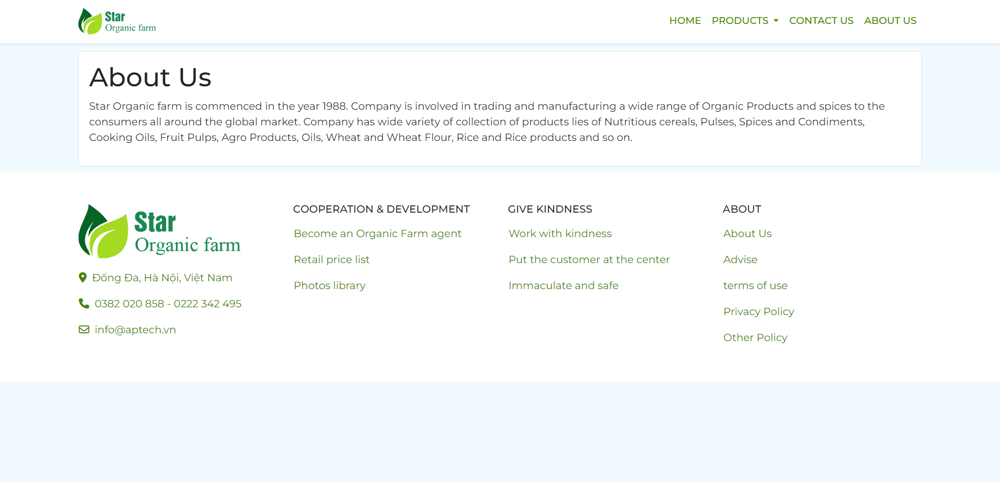 Star
Organic farm
HOME PRODUCTS CONTACT US ABOUT US
About Us
Star Organic farm is commenced in the year 1988. Company is involved in trading and manufacturing a wide range of Organic Products and spices to the
consumers all around the global market. Company has wide variety of collection of products lies of Nutritious cereals, Pulses, Spices and Condiments,
Cooking Oils, Fruit Pulps, Agro Products, Oils, Wheat and Wheat Flour, Rice and Rice products and so on.
Star
Organic farm
Đống Đa, Hà Nội, Việt Nam
0382 020 858 - 0222 342 495
info@aptech.vn
COOPERATION & DEVELOPMENT
Become an Organic Farm agent
Retail price list
Photos library
GIVE KINDNESS
Work with kindness
Put the customer at the center
Immaculate and safe
ABOUT
About Us
Advise
terms of use
Privacy Policy
Other Policy